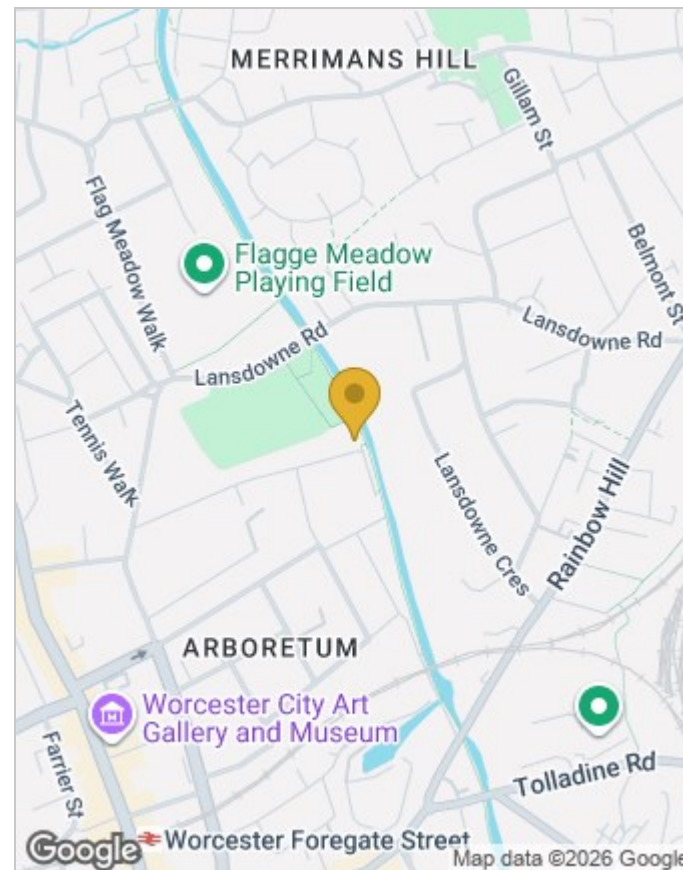 MERRIMANS HILL
Gillam St
Flag Meadow Walk
Belmont St
Flagge Meadow
Playing Field
Lansdowne Rd
Lansdowne Rd
Tennis Walk
Lansdowne Cres
Rainbow Hill
ARBORETUM
Worcester City Art
Gallery and Museum
Farrier St
Tolladine Rd
Worcester Foregate Street
Google
Map data ©2026 Google